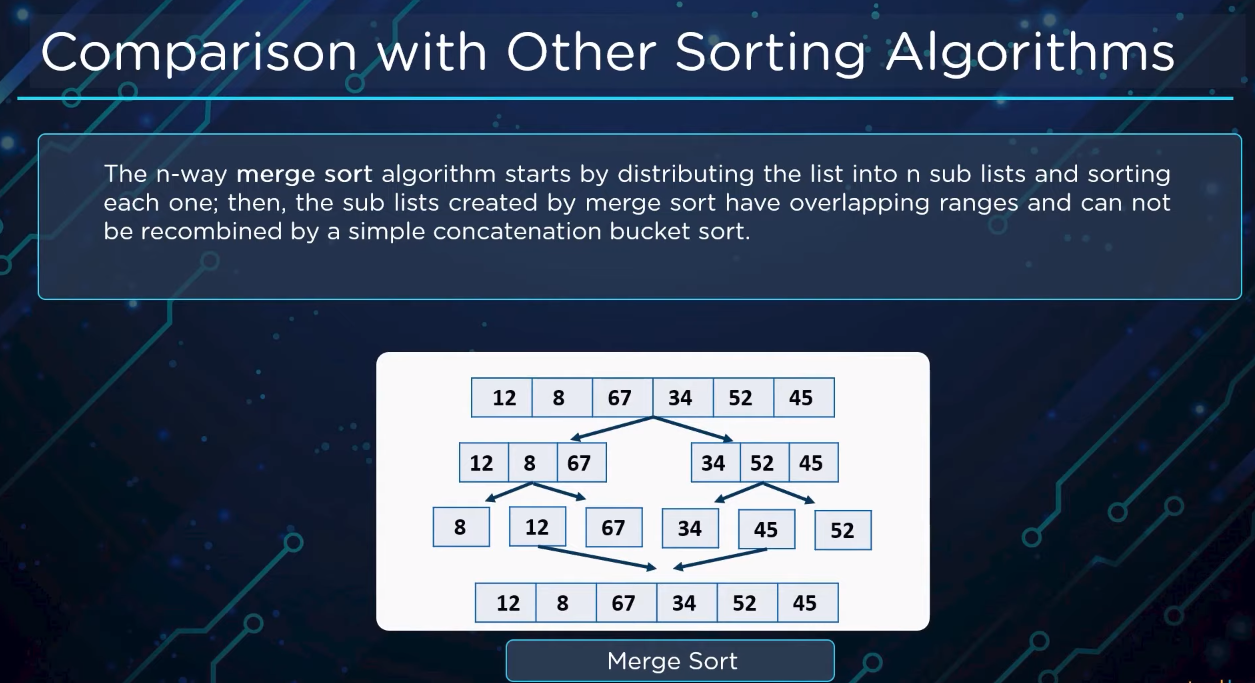 Comparison with Other Sorting Algorithms
The n-way merge sort algorithm starts by distributing the list into n sub lists and sorting
each one; then, the sub lists created by merge sort have overlapping ranges and can not
be recombined by a simple concatenation bucket sort.
12 8 67 34 52 45
12 8 67 34 52 45
8 12 67 34 45 52
12 8 67 34 52 45
Merge Sort